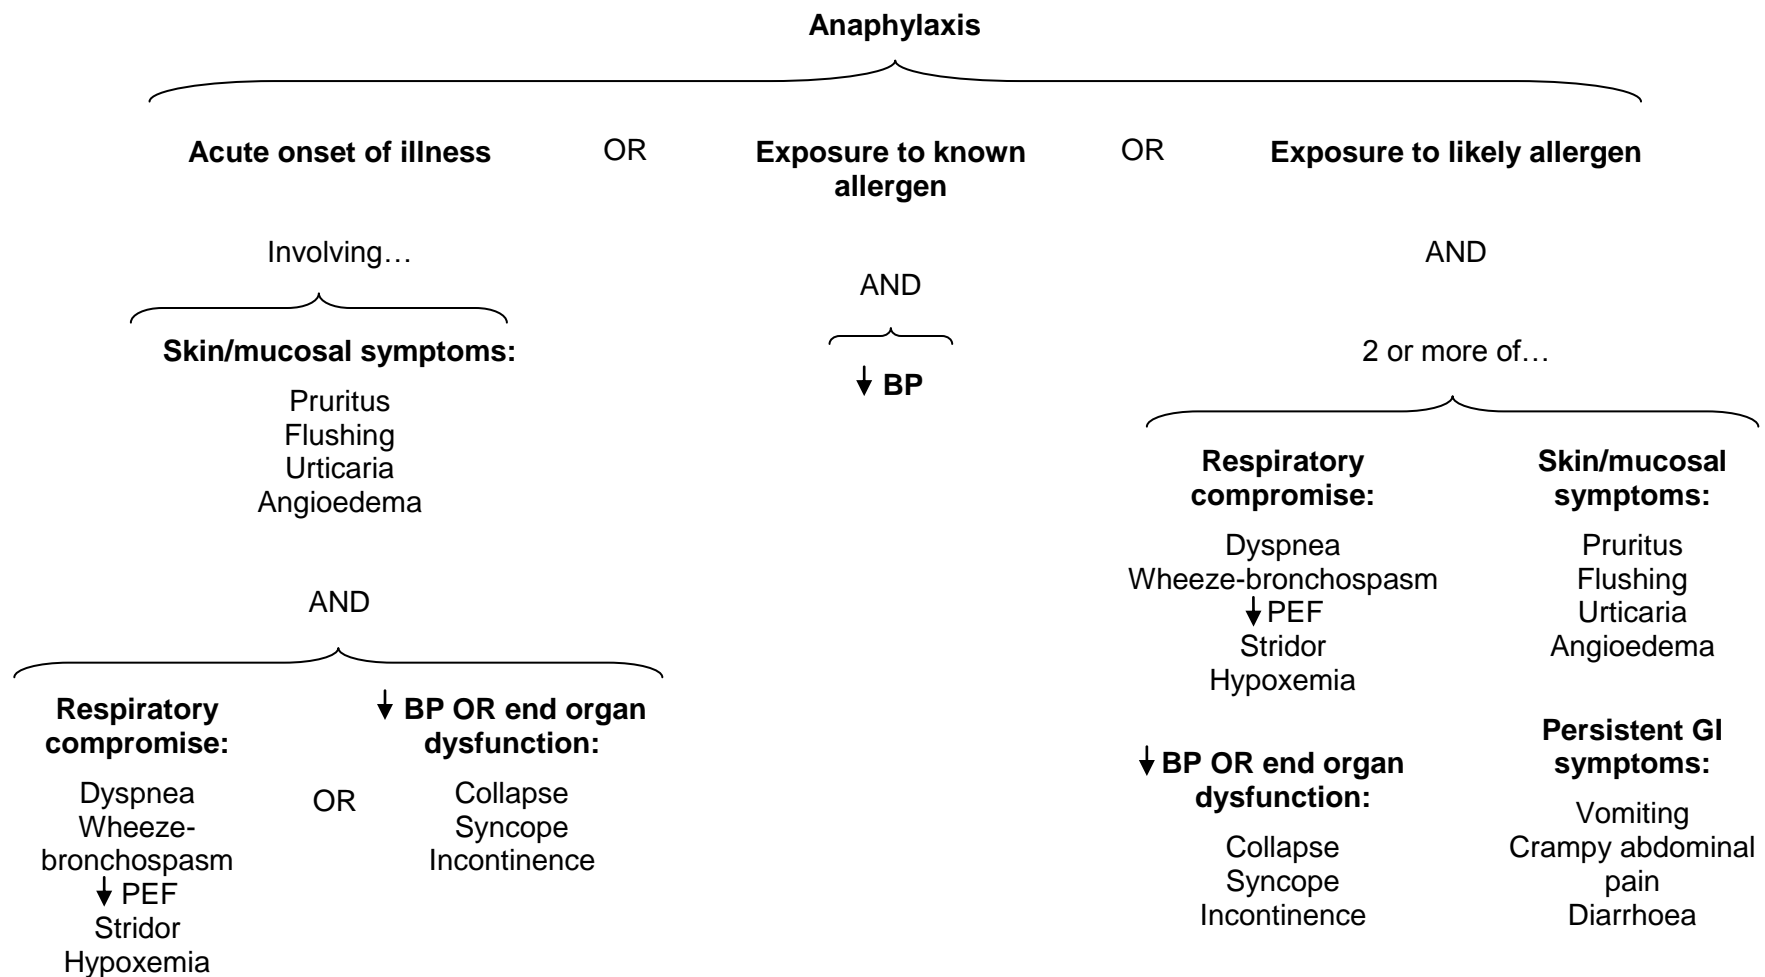 Anaphylaxis
Acute onset of illness
OR
Exposure to known
allergen
OR
Exposure to likely allergen
Involving…
Skin/mucosal symptoms:
Pruritus
Flushing
Urticaria
Angioedema
AND
Respiratory
compromise:
Dyspnea
Wheeze-
bronchospasm
↓ PEF
Stridor
Hypoxemia
OR
↓ BP OR end organ
dysfunction:
Collapse
Syncope
Incontinence
AND
↓ BP
AND
2 or more of…
Respiratory
compromise:
Dyspnea
Wheeze-bronchospasm
↓ PEF
Stridor
Hypoxemia
Skin/mucosal
symptoms:
Pruritus
Flushing
Urticaria
Angioedema
↓ BP OR end organ
dysfunction:
Collapse
Syncope
Incontinence
Persistent GI
symptoms:
Vomiting
Crampy abdominal
pain
Diarrhoea